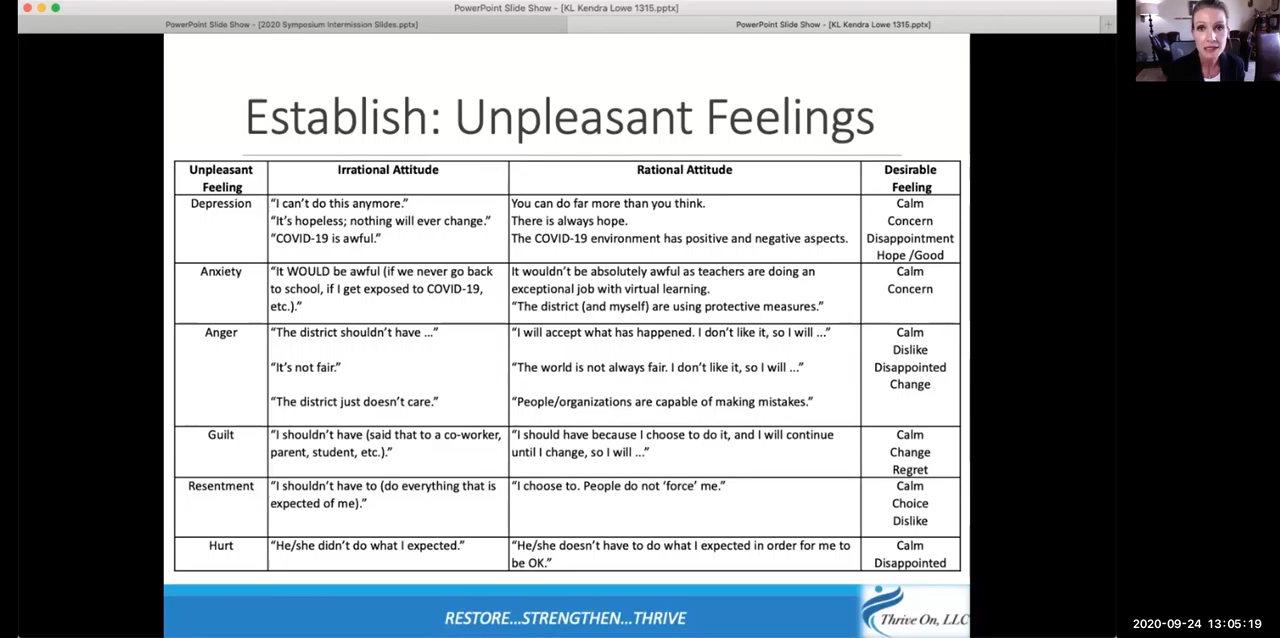 PowerPoint Slide Show - [KL Kendra Lowe 1315.pptx]
PowerPoint Slide Show - [2020 Symposium Intermission Slides.pptx]
PowerPoint Slide Show - [KL Kendra Lowe 1315.pptx]
Establish: Unpleasant Feelings
Unpleasant
Feeling
Irrational Attitude
Rational Attitude
Desirable
Feeling
Depression
“I can’t do this anymore.”
“It’s hopeless; nothing will ever change.”
“COVID-19 is awful.”
You can do far more than you think.
There is always hope.
The COVID-19 environment has positive and negative aspects.
Calm
Concern
Disappointment
Hope /Good
Anxiety
“It WOULD be awful (if we never go back
to school, if I get exposed to COVID-19,
etc.).”
It wouldn’t be absolutely awful as teachers are doing an
exceptional job with virtual learning.
“The district (and myself) are using protective measures.”
Calm
Concern
Anger
“The district shouldn’t have …”
“It’s not fair.”
“The district just doesn’t care.”
“I will accept what has happened. I don’t like it, so I will …”
“The world is not always fair. I don’t like it, so I will …”
“People/organizations are capable of making mistakes.”
Calm
Dislike
Disappointed
Change
Guilt
“I shouldn’t have (said that to a co-worker,
parent, student, etc.).”
“I should have because I choose to do it, and I will continue
until I change, so I will …”
Calm
Change
Regret
Resentment
“I shouldn’t have to (do everything that is
expected of me).”
“I choose to. People do not ‘force’ me.”
Calm
Choice
Dislike
Hurt
“He/she didn’t do what I expected.”
“He/she doesn’t have to do what I expected in order for me to
be OK.”
Calm
Disappointed
RESTORE…STRENGTHEN…THRIVE
Thrive On, LLC
2020-09-24 13:05:19